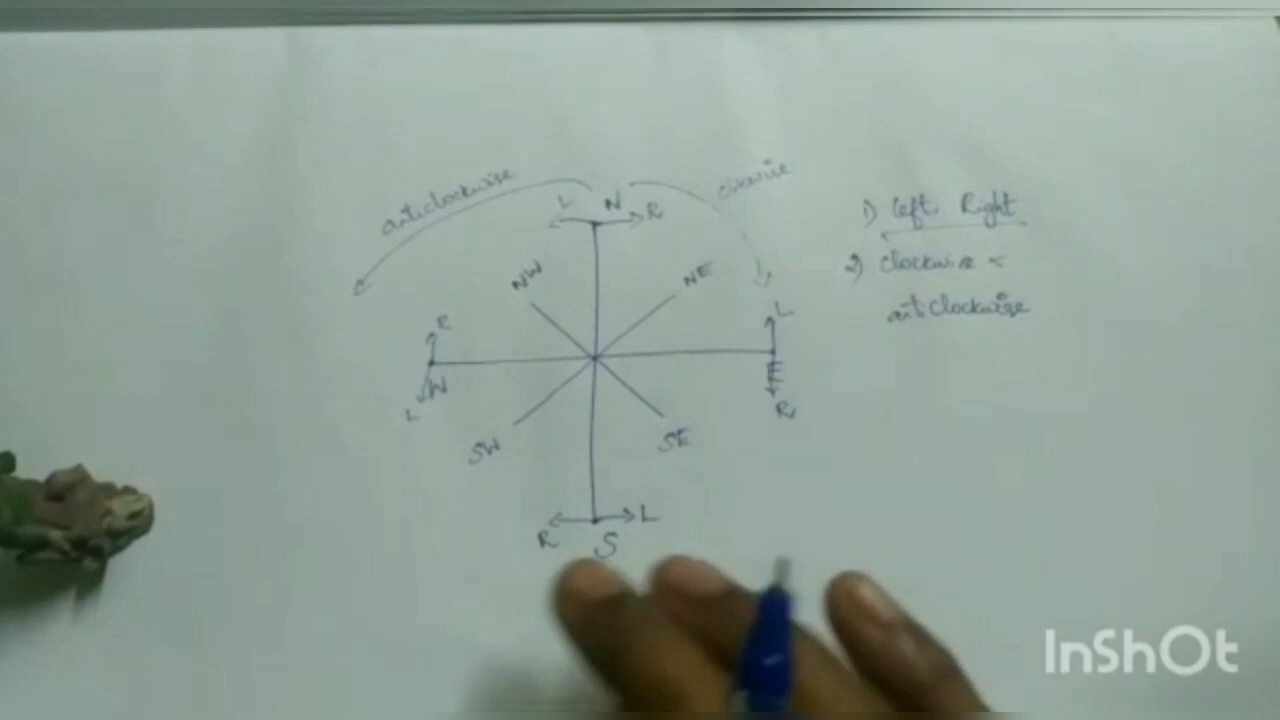 anticlockwise
clockwise
L N R
1) Left Right
NW
NE
2) clockwise <
anticlockwise
R
L
W
E
L
R
SW
SE
R S L
InShOt